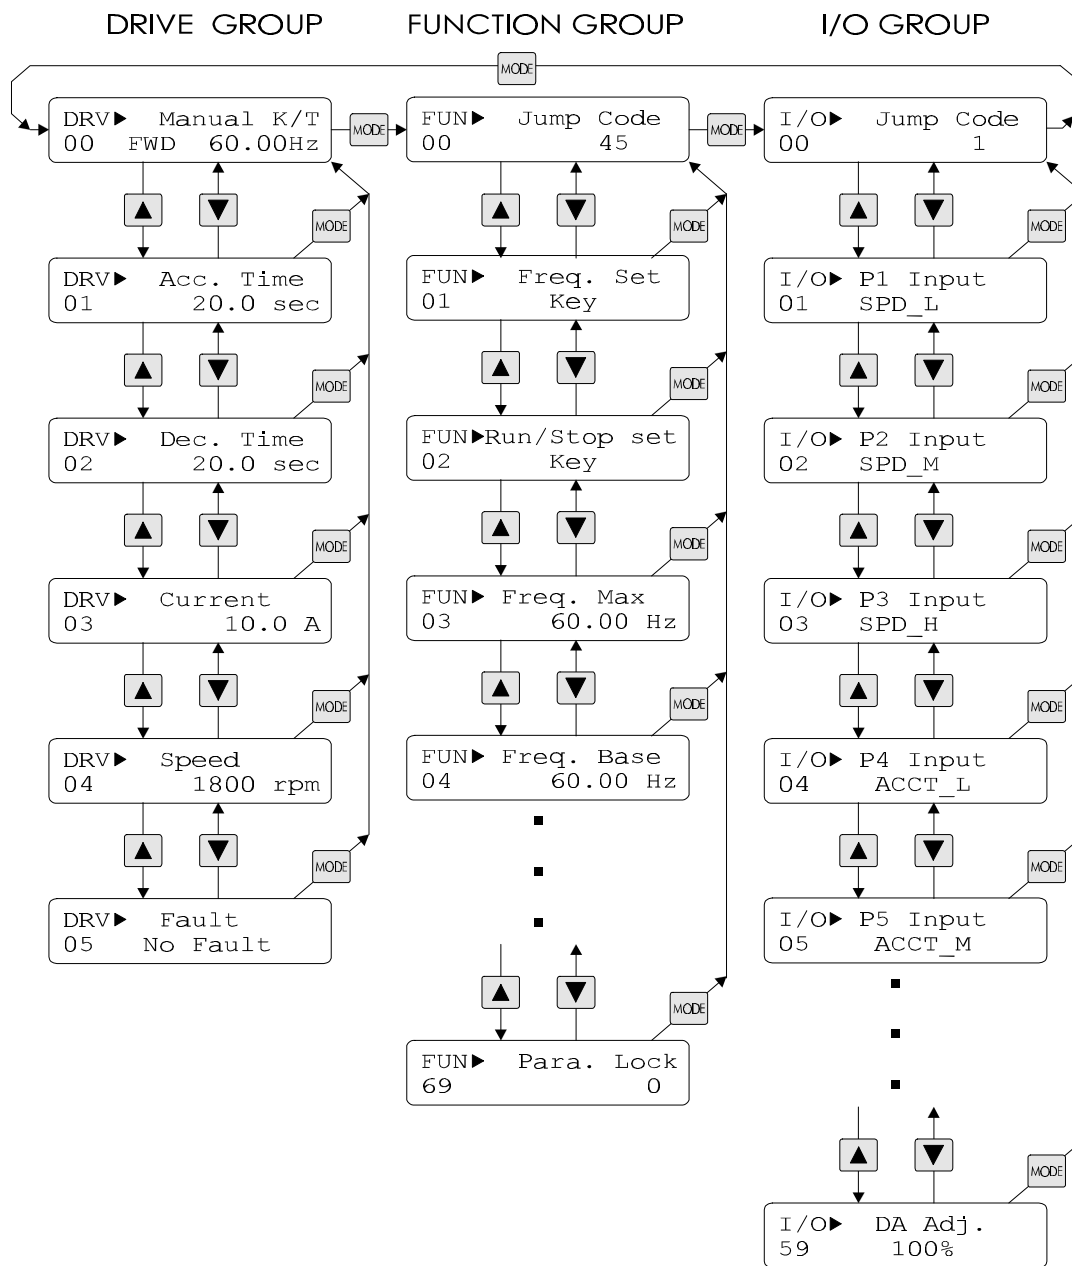 DRIVE GROUP
FUNCTION GROUP
I/O GROUP
MODE
DRV▶ Manual K/T
00 FWD 60.00Hz
MODE
FUN▶ Jump Code
00 45
MODE
I/O▶ Jump Code
00 1
▲ ▼ MODE
▲ ▼ MODE
▲ ▼ MODE
DRV▶ Acc. Time
01 20.0 sec
FUN▶ Freq. Set
01 Key
I/O▶ P1 Input
01 SPD_L
▲ ▼ MODE
▲ ▼ MODE
▲ ▼ MODE
DRV▶ Dec. Time
02 20.0 sec
FUN▶Run/Stop set
02 Key
I/O▶ P2 Input
02 SPD_M
▲ ▼ MODE
▲ ▼ MODE
▲ ▼ MODE
DRV▶ Current
03 10.0 A
FUN▶ Freq. Max
03 60.00 Hz
I/O▶ P3 Input
03 SPD_H
▲ ▼ MODE
▲ ▼ MODE
▲ ▼ MODE
DRV▶ Speed
04 1800 rpm
FUN▶ Freq. Base
04 60.00 Hz
I/O▶ P4 Input
04 ACCT_L
▲ ▼ MODE
▲ ▼ MODE
DRV▶ Fault
05 No Fault
I/O▶ P5 Input
05 ACCT_M
▲ ▼ MODE
FUN▶ Para. Lock
69 0
▲ ▼ MODE
I/O▶ DA Adj.
59 100%